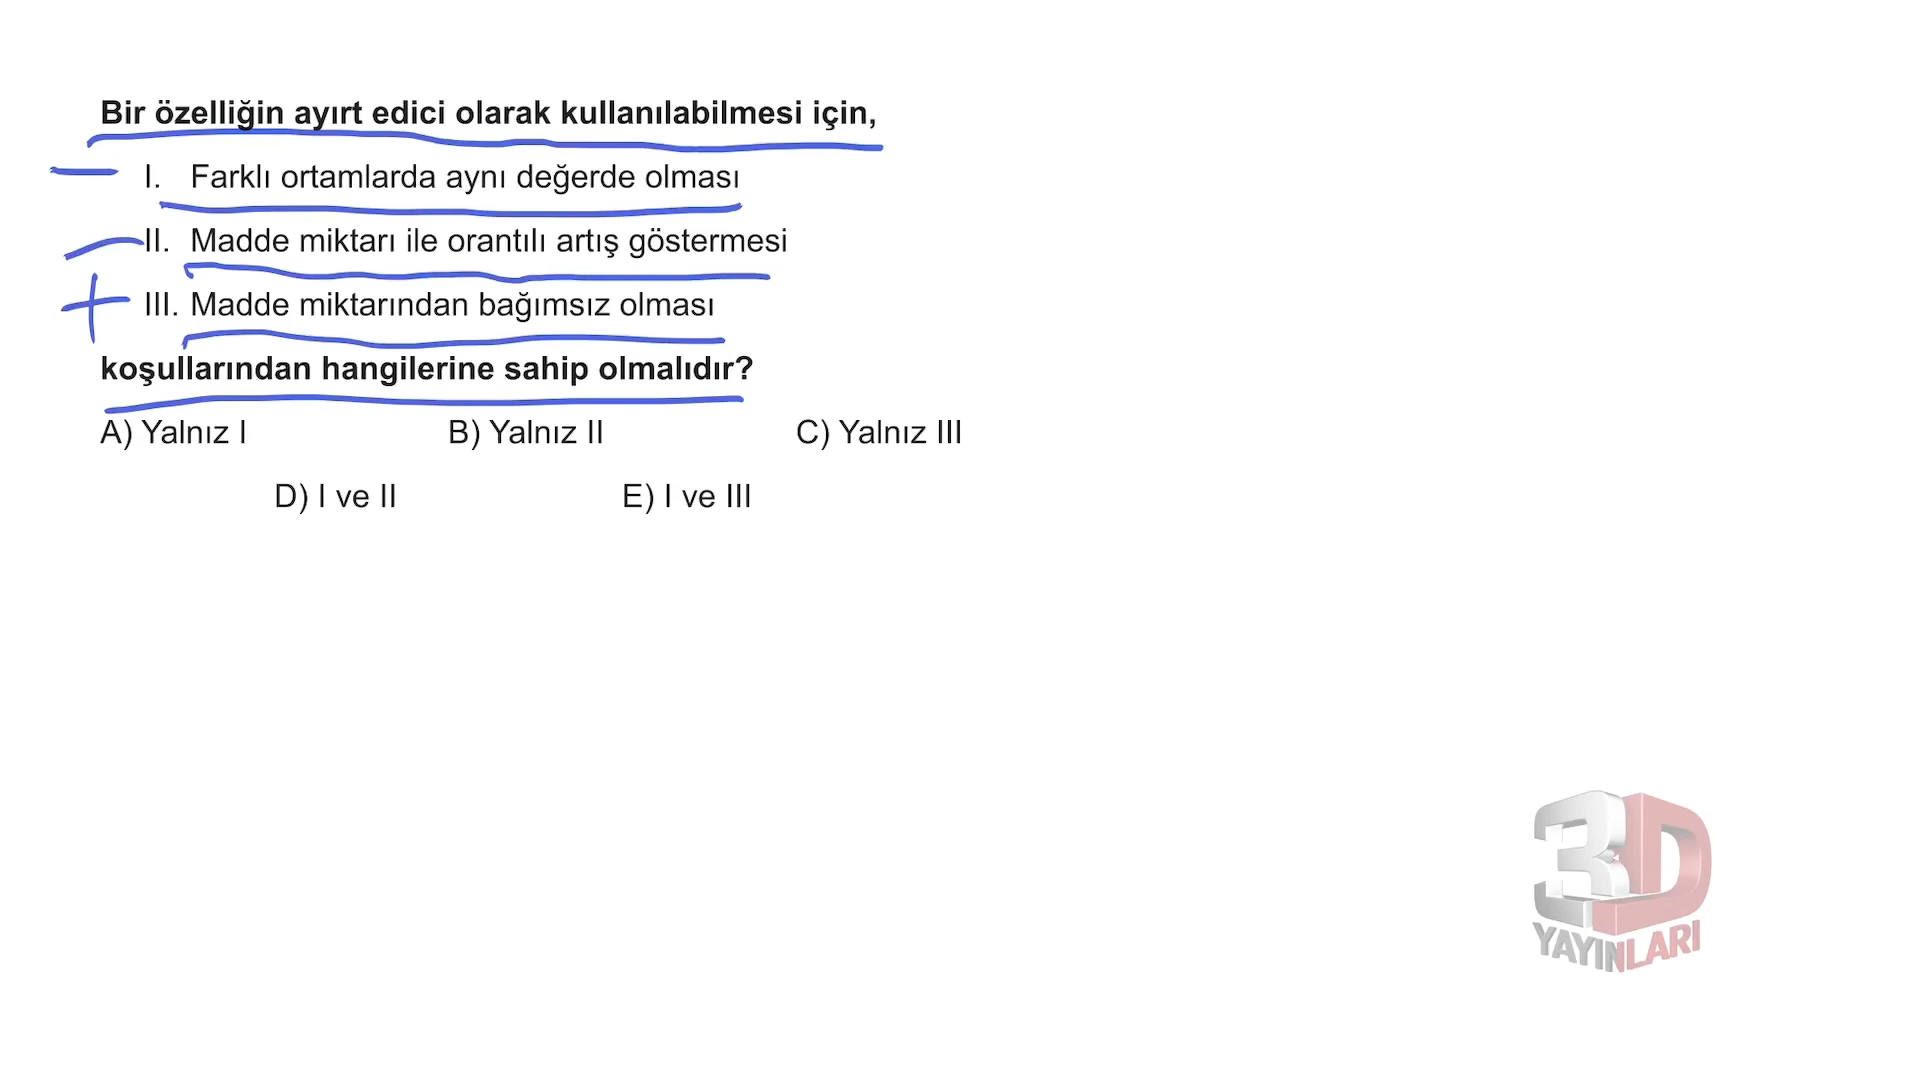 Bir özelliğin ayırt edici olarak kullanılabilmesi için,
I. Farklı ortamlarda aynı değerde olması
II. Madde miktarı ile orantılı artış göstermesi
III. Madde miktarından bağımsız olması
koşullarından hangilerine sahip olmalıdır?
A) Yalnız I B) Yalnız II C) Yalnız III
D) I ve II E) I ve III
3D
YAYINLARI